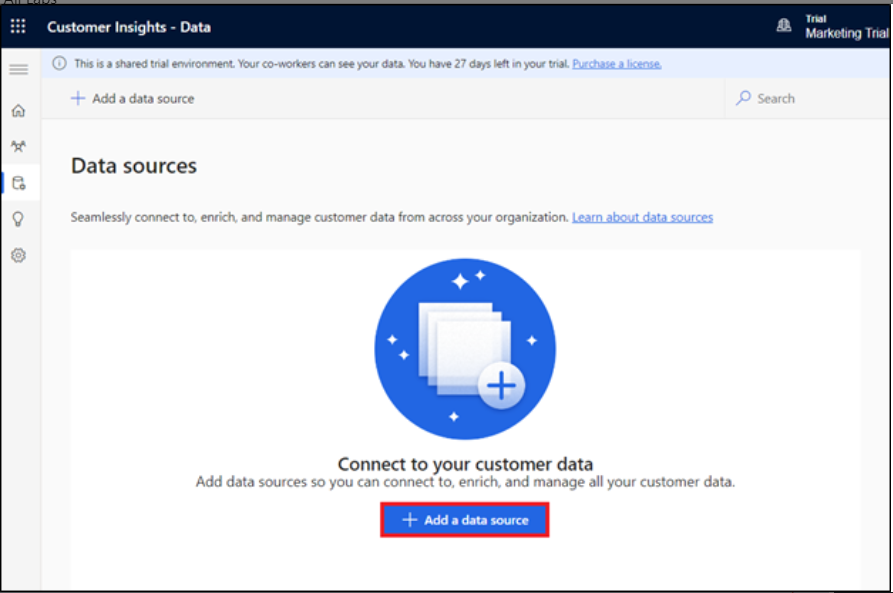 All Labs
Customer Insights - Data
Trial
Marketing Trial
This is a shared trial environment. Your co-workers can see your data. You have 27 days left in your trial. Purchase a license.
Add a data source
Search
Data sources
Seamlessly connect to, enrich, and manage customer data from across your organization. Learn about data sources
Connect to your customer data
Add data sources so you can connect to, enrich, and manage all your customer data.
Add a data source